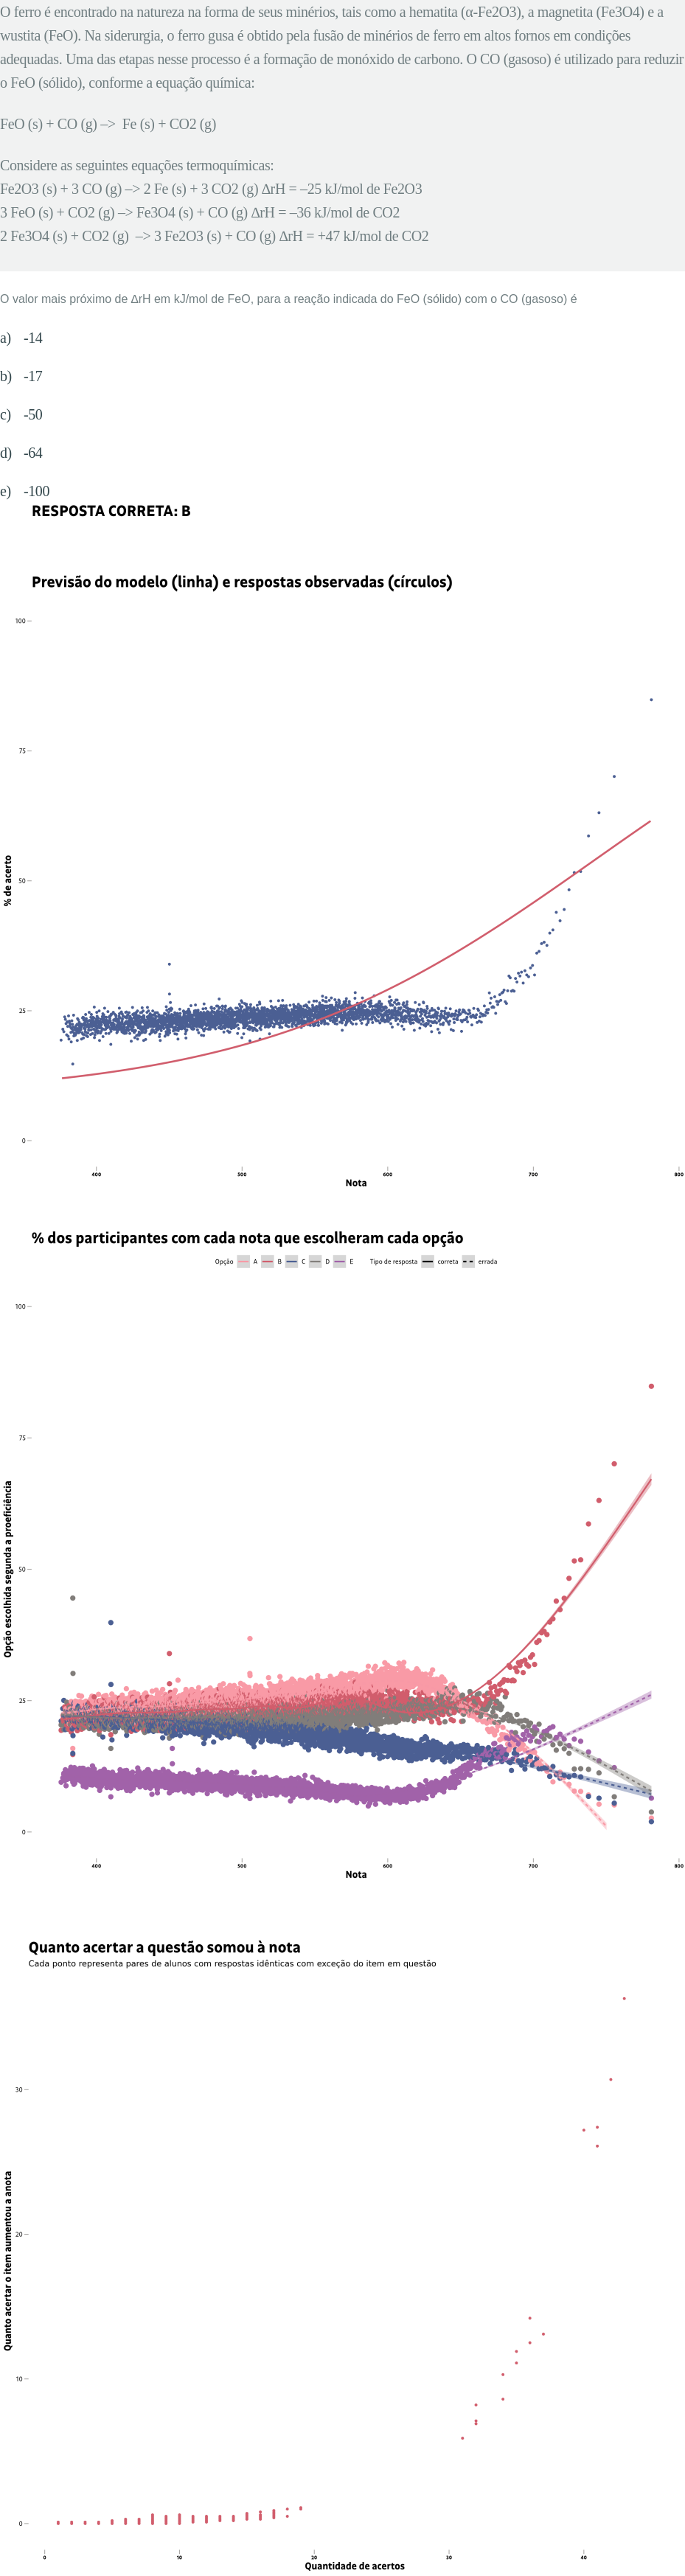 O ferro é encontrado na natureza na forma de seus minérios, tais como a hematita (α-Fe2O3), a magnetita (Fe3O4) e a
wustita (FeO). Na siderurgia, o ferro gusa é obtido pela fusão de minérios de ferro em altos fornos em condições
adequadas. Uma das etapas nesse processo é a formação de monóxido de carbono. O CO (gasoso) é utilizado para reduzir
o FeO (sólido), conforme a equação química:
FeO (s) + CO (g) –> Fe (s) + CO2 (g)
Considere as seguintes equações termoquímicas:
Fe2O3 (s) + 3 CO (g) –> 2 Fe (s) + 3 CO2 (g) ΔrH = –25 kJ/mol de Fe2O3
3 FeO (s) + CO2 (g) –> Fe3O4 (s) + CO (g) ΔrH = –36 kJ/mol de CO2
2 Fe3O4 (s) + CO2 (g) –> 3 Fe2O3 (s) + CO (g) ΔrH = +47 kJ/mol de CO2
O valor mais próximo de ΔrH em kJ/mol de FeO, para a reação indicada do FeO (sólido) com o CO (gasoso) é
a) -14
b) -17
c) -50
d) -64
e) -100
RESPOSTA CORRETA: B
Previsão do modelo (linha) e respostas observadas (círculos)
100
75
% de acerto
50
25
0
400 500 600 700 800
Nota
% dos participantes com cada nota que escolheram cada opção
Opção A B C D E Tipo de resposta correta errada
100
75
Opção escolhida segunda a proeficiência
50
25
0
400 500 600 700 800
Nota
Quanto acertar a questão somou à nota
Cada ponto representa pares de alunos com respostas idênticas com exceção do item em questão
30
Quanto acertar o item aumentou a anota
20
10
0
0 10 20 30 40
Quantidade de acertos